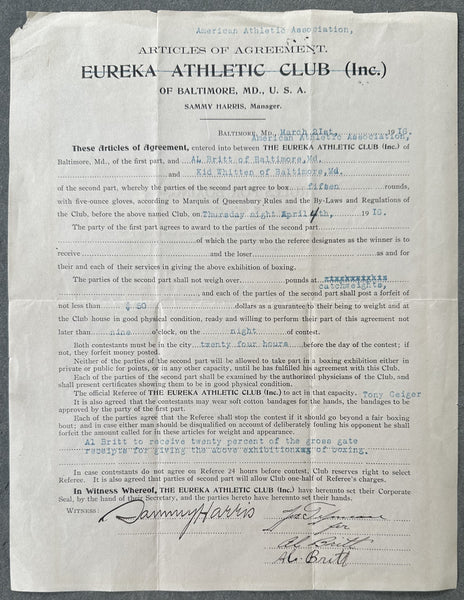 American Athletic Association,
ARTICLES OF AGREEMENT.
EUREKA ATHLETIC CLUB (Inc.)
OF BALTIMORE, MD., U. S. A.
SAMMY HARRIS, Manager.
BALTIMORE, MD. March 21st, 1918.
American Athletic Association,
These Articles of Agreement, entered into between THE EUREKA ATHLETIC CLUB (Inc.) of
Baltimore, Md., of the first part, and AL Britt of Baltimore, Md.
and Kid Whitten of Baltimore, Md.
of the second part, whereby the parties of the second part agree to box fifteen rounds,
with five-ounce gloves, according to Marquis of Queensbury Rules and the By-Laws and Regulations of
the Club, before the above named Club, on Thursday night April 4th, 1918.
The party of the first part agrees to award to the parties of the second part
of which the party whom the referee designates as the winner is to
receive and the loser as and for
their and each of their services in giving the above exhibition of boxing.
The parties of the second part shall not weigh over pounds at
catchweights,
, and each of the parties of the second part shall post a forfeit of
not less than $ 50 dollars as a guarantee to their being to weight and at
the Club house in good physical condition, ready and willing to perform their part of this agreement not
later than nine o'clock, on the night of contest.
Both contestants must be in the city twenty four hours before the day of the contest; if
not, they forfeit money posted.
Neither of the parties of the second part will be allowed to take part in a boxing exhibition either in
private or public for points, or in any other capacity, until he has fulfilled his agreement with this Club.
Each of the parties of the second part shall be examined by the authorized physicians of the Club, and
shall present certificates showing them to be in good physical condition.
The official Referee of THE EUREKA ATHLETIC CLUB (Inc.) to act in that capacity. Tony Geiger
It is also agreed that the contestants may wear soft cotton bandages for the hands, the bandages to be
approved by the party of the first part.
Each of the parties agree that the Referee shall stop the contest if it should go beyond a fair boxing
bout; and in case either man should be disqualified on account of deliberately fouling his opponent he shall
forfeit the amount called for as these articles for weight and appearance.
Al Britt to receive twenty percent of the gross gate
receipts for giving the above exhibition of boxing.
In case contestants do not agree on Referee 24 hours before contest, Club reserves right to select
Referee. It is also agreed that parties of second part will allow Club one-half of Referee's charges.
In Witness Whereof, THE EUREKA ATHLETIC CLUB (Inc.) have hereunto set their Corporate
Seal, by the hand of their Secretary, and the parties hereto have hereunto set their hands.
WITNESS: Sammy Harris
for
Al Britt
AL. Britt